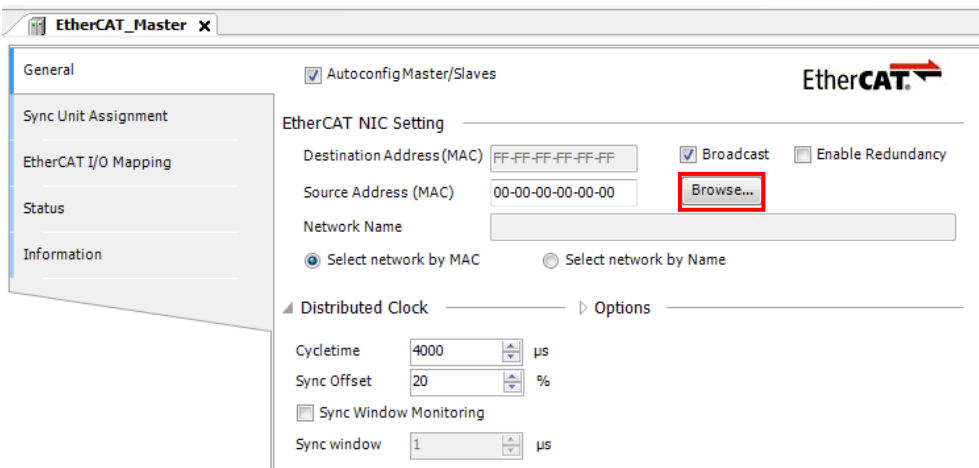 EtherCAT_Master X
General
Autoconfig Master/Slaves
EtherCAT.
Sync Unit Assignment
EtherCAT NIC Setting
EtherCAT I/O Mapping
Destination Address (MAC) FF-FF-FF-FF-FF-FF Broadcast Enable Redundancy
Source Address (MAC) 00-00-00-00-00-00 Browse...
Status
Network Name
Information
Select network by MAC Select network by Name
Distributed Clock Options
Cycletime 4000 µs
Sync Offset 20 %
Sync Window Monitoring
Sync window 1 µs